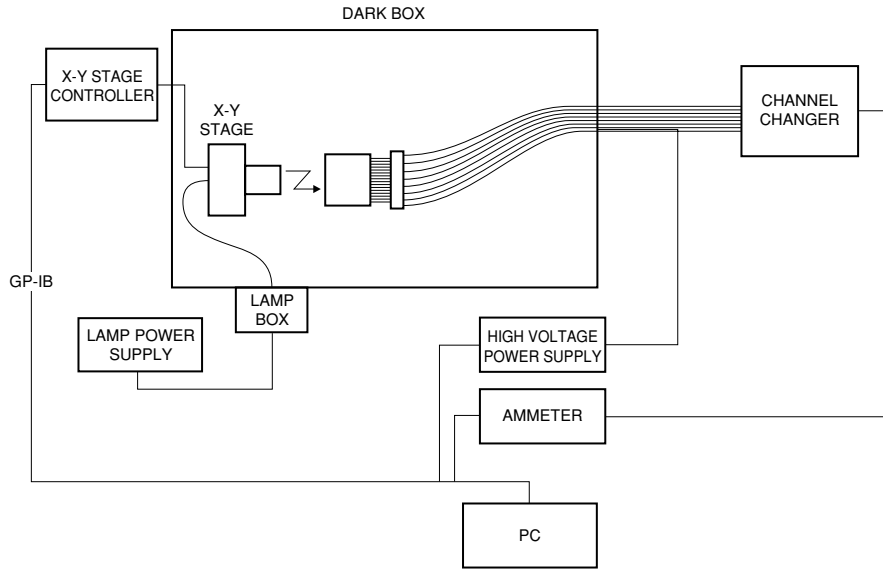 DARK BOX
X-Y STAGE
CONTROLLER
X-Y
STAGE
CHANNEL
CHANGER
GP-IB
LAMP
BOX
LAMP POWER
SUPPLY
HIGH VOLTAGE
POWER SUPPLY
AMMETER
PC